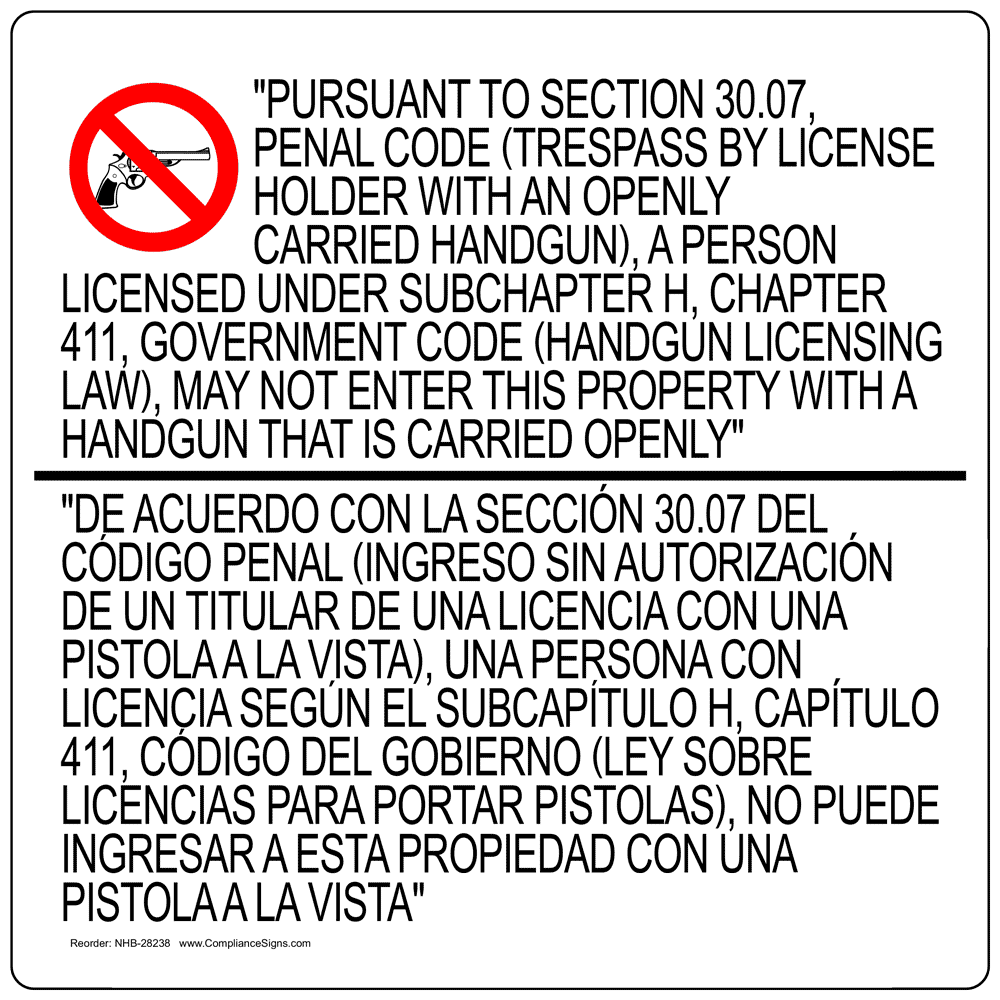 "PURSUANT TO SECTION 30.07,
PENAL CODE (TRESPASS BY LICENSE
HOLDER WITH AN OPENLY
CARRIED HANDGUN), A PERSON
LICENSED UNDER SUBCHAPTER H, CHAPTER
411, GOVERNMENT CODE (HANDGUN LICENSING
LAW), MAY NOT ENTER THIS PROPERTY WITH A
HANDGUN THAT IS CARRIED OPENLY"
"DE ACUERDO CON LA SECCIÓN 30.07 DEL
CÓDIGO PENAL (INGRESO SIN AUTORIZACIÓN
DE UN TITULAR DE UNA LICENCIA CON UNA
PISTOLA A LA VISTA), UNA PERSONA CON
LICENCIA SEGÚN EL SUBCAPÍTULO H, CAPÍTULO
411, CÓDIGO DEL GOBIERNO (LEY SOBRE
LICENCIAS PARA PORTAR PISTOLAS), NO PUEDE
INGRESAR A ESTA PROPIEDAD CON UNA
PISTOLA A LA VISTA"
Reorder: NHB-28238 www.ComplianceSigns.com